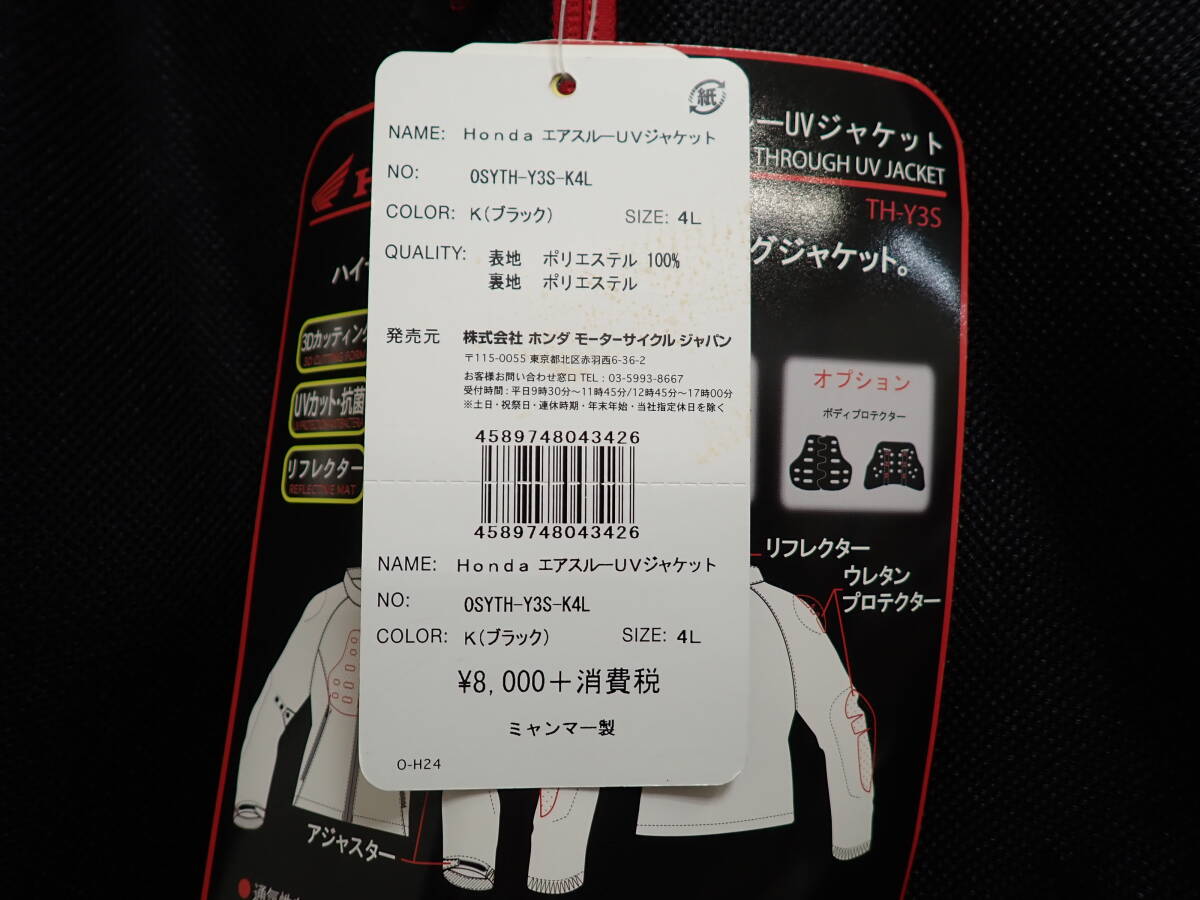 紙
NAME: Honda エアスルーUVジャケット
NO: 0SYTH-Y3S-K4L
COLOR: K(ブラック) SIZE: 4L
QUALITY: 表地 ポリエステル 100%
裏地 ポリエステル
発売元 株式会社 ホンダ モーターサイクル ジャパン
〒115-0055 東京都北区赤羽西6-36-2
お客様お問い合わせ窓口 TEL : 03-5993-8667
受付時間 : 平日9時30分～11時45分/12時45分～17時00分
※土日・祝祭日・連休時期・年末年始・当社指定休日を除く
4589748043426
4589748043426
NAME: Honda エアスルーUVジャケット
NO: 0SYTH-Y3S-K4L
COLOR: K(ブラック) SIZE: 4L
¥8,000+消費税
ミャンマー製
O-H24
ルーUVジャケット
THROUGH UV JACKET
TH-Y3S
グジャケット。
ハイ
3Dカッティング
3D CUTTING FORM
UVカット・抗菌
リフレクター
REFLECTIVE MAT
オプション
ボディプロテクター
リフレクター
ウレタン
プロテクター
アジャスター
●通気性